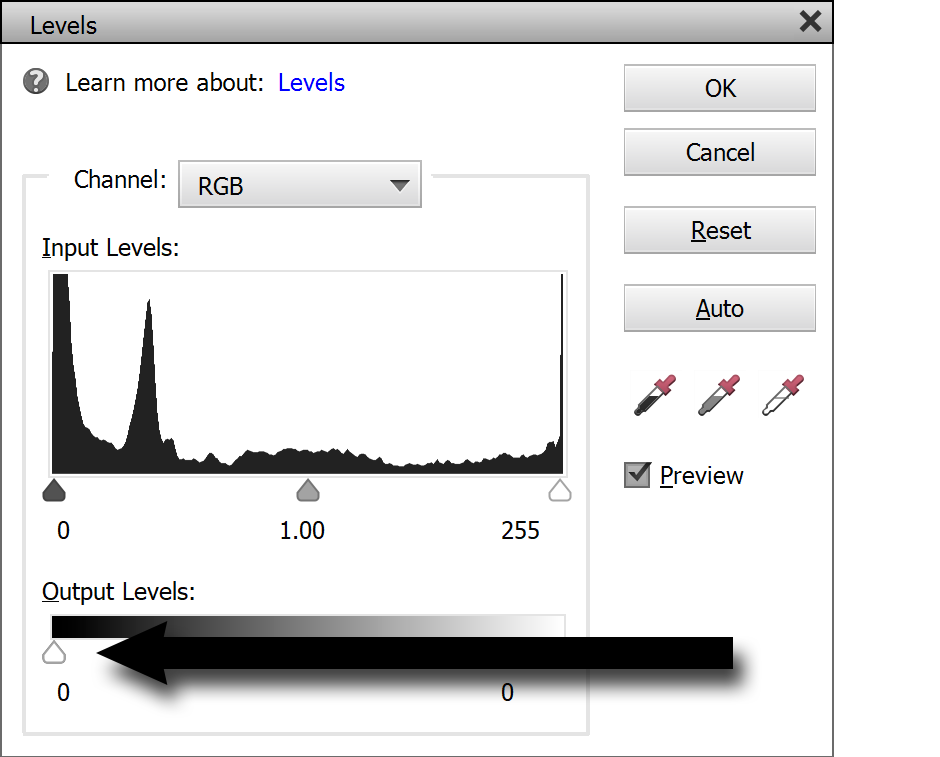 Levels
Learn more about: Levels
OK
Cancel
Channel: RGB
Reset
Input Levels:
Auto
Preview
0 1.00 255
Output Levels:
0 0